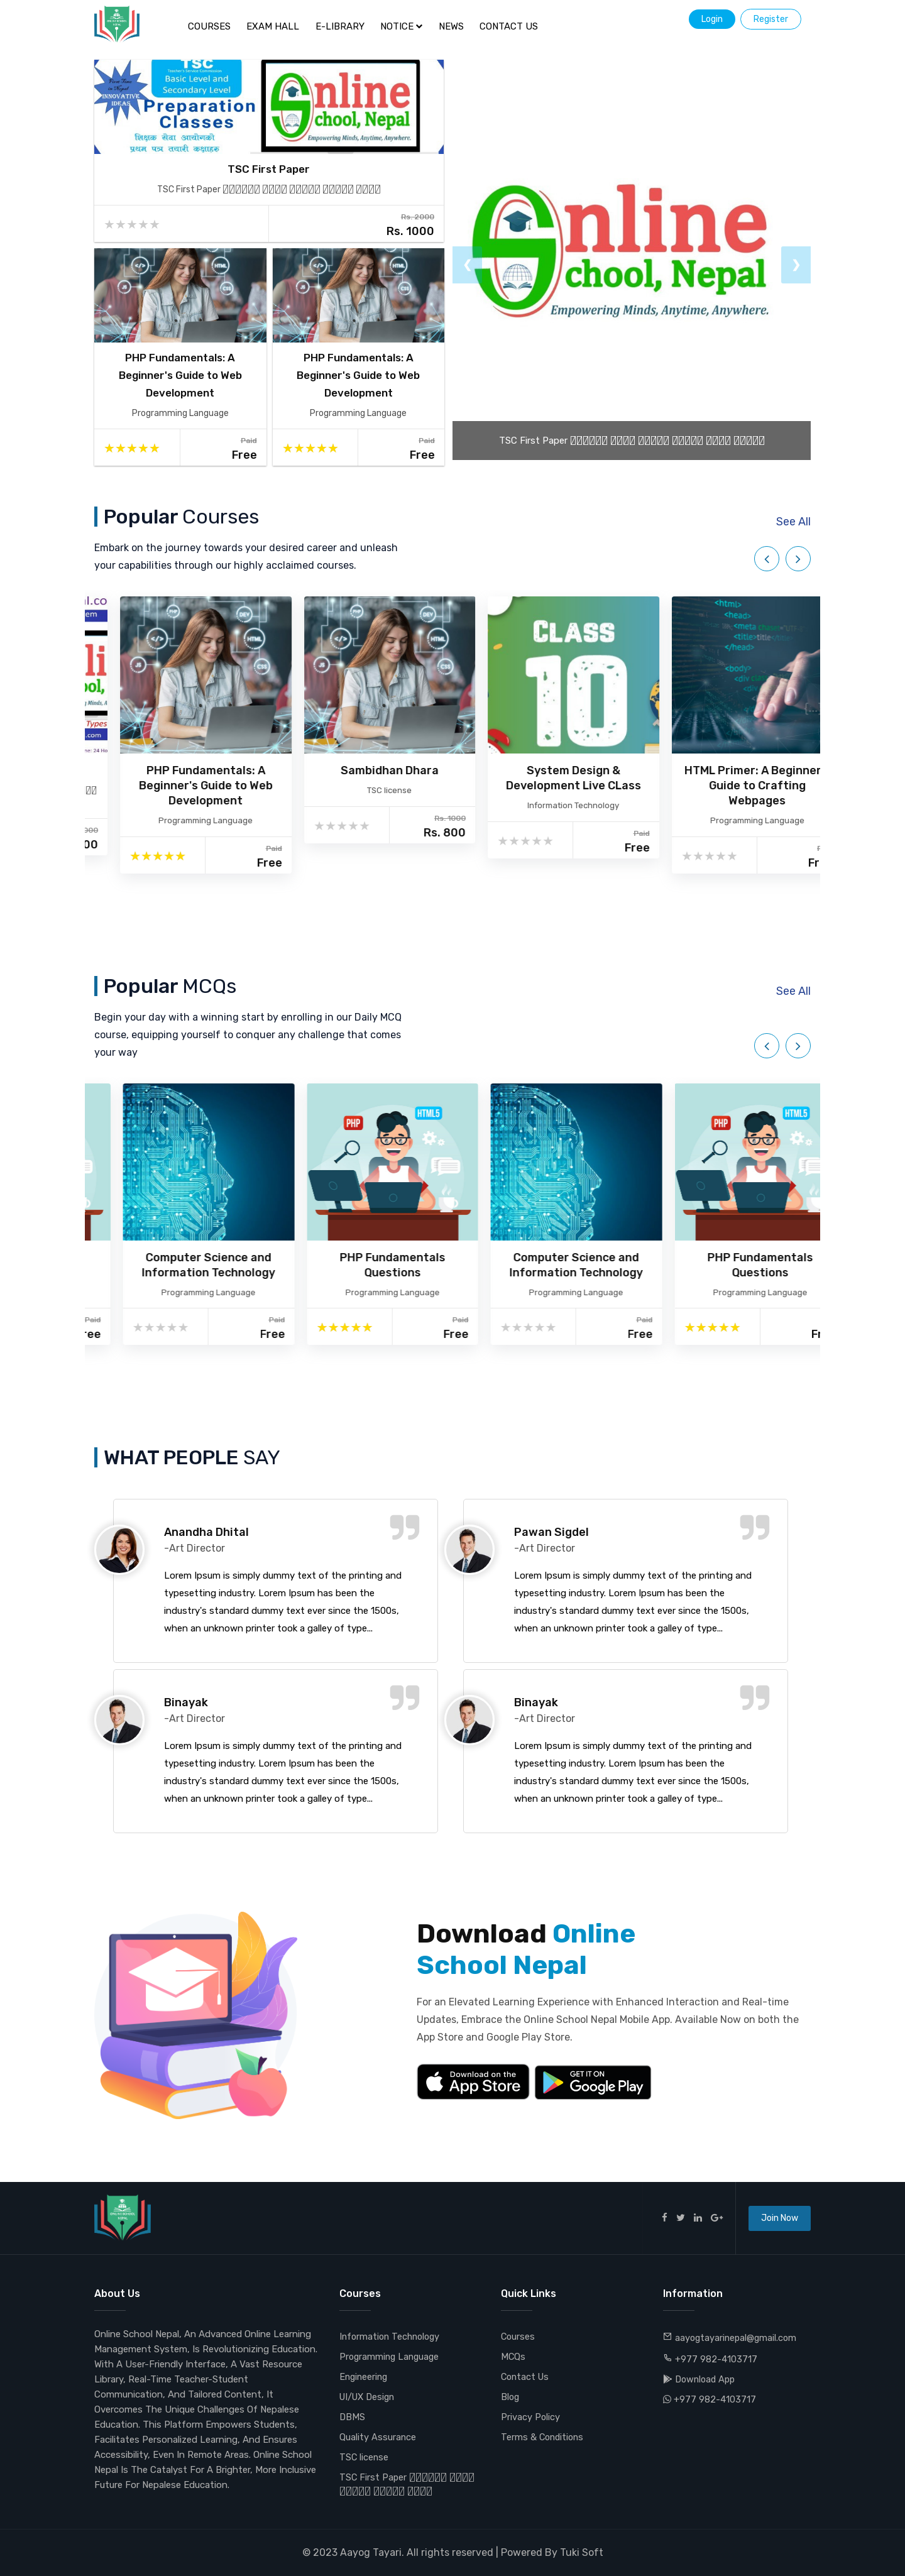 COURSES EXAM HALL E-LIBRARY NOTICE NEWS CONTACT US
Login Register
TSC
Basic Level and
Secondary Level
INNOVATIVE
IDEAS
Preparation
Classes
शिक्षक सेवा आयोगको
प्रथम पत्र तयारी कक्षाहरू
Online
School, Nepal
Empowering Minds, Anytime, Anywhere.
TSC First Paper
TSC First Paper
Rs. 2000
Rs. 1000
PHP Fundamentals: A
Beginner's Guide to Web
Development
Programming Language
Paid
Free
PHP Fundamentals: A
Beginner's Guide to Web
Development
Programming Language
Paid
Free
Online
School, Nepal
Empowering Minds, Anytime, Anywhere.
TSC First Paper
Popular Courses
See All
Embark on the journey towards your desired career and unleash
your capabilities through our highly acclaimed courses.
PHP Fundamentals: A
Beginner's Guide to Web
Development
Programming Language
Paid
Free
Sambidhan Dhara
TSC license
Rs. 1000
Rs. 800
CLASS
10
System Design &
Development Live CLass
Information Technology
Paid
Free
<html>
<head>
</head>
<body>
HTML Primer: A Beginner
Guide to Crafting
Webpages
Programming Language
Popular MCQs
See All
Begin your day with a winning start by enrolling in our Daily MCQ
course, equipping yourself to conquer any challenge that comes
your way
Paid
Computer Science and
Information Technology
Programming Language
Paid
Free
PHP HTML5
PHP Fundamentals
Questions
Programming Language
Paid
Free
Computer Science and
Information Technology
Programming Language
Paid
Free
PHP HTML5
PHP Fundamentals
Questions
Programming Language
WHAT PEOPLE SAY
Anandha Dhital
-Art Director
Lorem Ipsum is simply dummy text of the printing and
typesetting industry. Lorem Ipsum has been the
industry's standard dummy text ever since the 1500s,
when an unknown printer took a galley of type...
Pawan Sigdel
-Art Director
Lorem Ipsum is simply dummy text of the printing and
typesetting industry. Lorem Ipsum has been the
industry's standard dummy text ever since the 1500s,
when an unknown printer took a galley of type...
Binayak
-Art Director
Lorem Ipsum is simply dummy text of the printing and
typesetting industry. Lorem Ipsum has been the
industry's standard dummy text ever since the 1500s,
when an unknown printer took a galley of type...
Binayak
-Art Director
Lorem Ipsum is simply dummy text of the printing and
typesetting industry. Lorem Ipsum has been the
industry's standard dummy text ever since the 1500s,
when an unknown printer took a galley of type...
Download Online
School Nepal
For an Elevated Learning Experience with Enhanced Interaction and Real-time
Updates, Embrace the Online School Nepal Mobile App. Available Now on both the
App Store and Google Play Store.
Download on the
App Store
GET IT ON
Google Play
Join Now
About Us
Online School Nepal, An Advanced Online Learning
Management System, Is Revolutionizing Education.
With A User-Friendly Interface, A Vast Resource
Library, Real-Time Teacher-Student
Communication, And Tailored Content, It
Overcomes The Unique Challenges Of Nepalese
Education. This Platform Empowers Students,
Facilitates Personalized Learning, And Ensures
Accessibility, Even In Remote Areas. Online School
Nepal Is The Catalyst For A Brighter, More Inclusive
Future For Nepalese Education.
Courses
Information Technology
Programming Language
Engineering
UI/UX Design
DBMS
Quality Assurance
TSC license
TSC First Paper
Quick Links
Courses
MCQs
Contact Us
Blog
Privacy Policy
Terms & Conditions
Information
aayogtayarinepal@gmail.com
+977 982-4103717
Download App
+977 982-4103717
© 2023 Aayog Tayari. All rights reserved | Powered By Tuki Soft